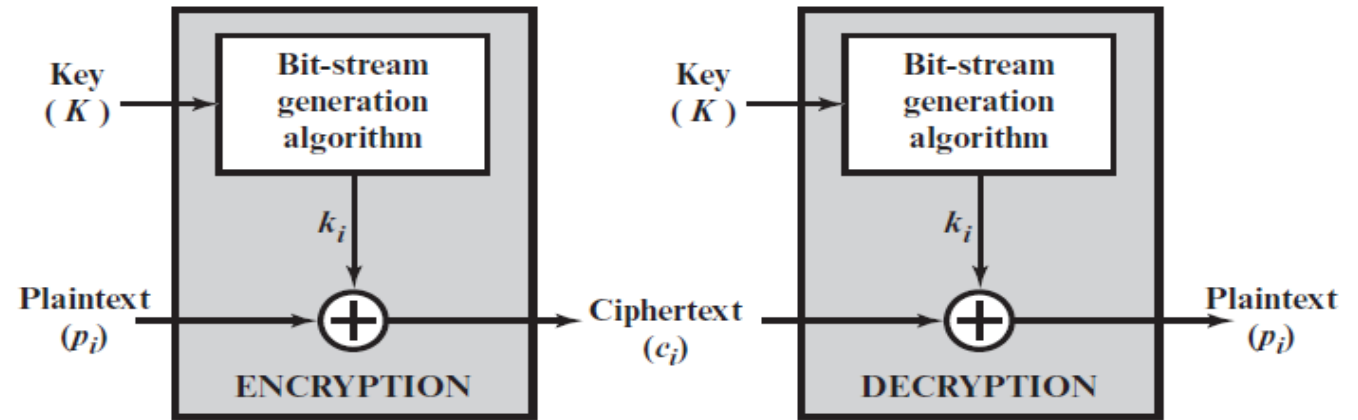 Key
( K )
Bit-stream
generation
algorithm
k_i
Plaintext
(p_i)
ENCRYPTION
Ciphertext
(c_i)
Key
( K )
Bit-stream
generation
algorithm
k_i
DECRYPTION
Plaintext
(p_i)